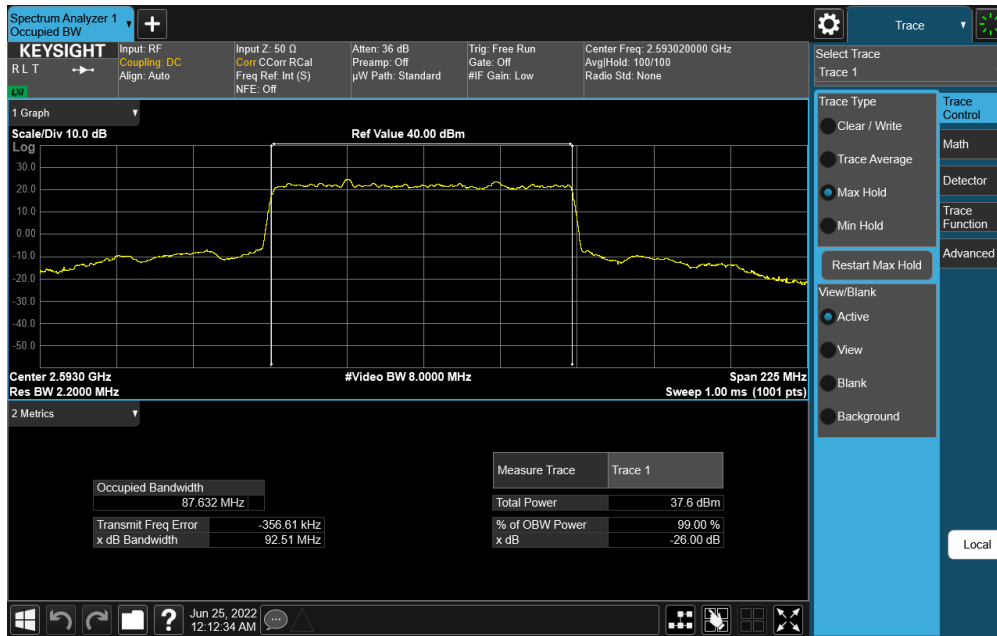 Spectrum Analyzer 1
Occupied BW
Trace
KEYSIGHT
R L T
LXI
Input: RF
Coupling: DC
Align: Auto
Input Z: 50 Ω
Corr CCorr RCal
Freq Ref: Int (S)
NFE: Off
Atten: 36 dB
Preamp: Off
µW Path: Standard
Trig: Free Run
Gate: Off
#IF Gain: Low
Center Freq: 2.593020000 GHz
Avg|Hold: 100/100
Radio Std: None
Select Trace
Trace 1
1 Graph
Scale/Div 10.0 dB
Ref Value 40.00 dBm
Log
30.0
20.0
10.0
0.00
-10.0
-20.0
-30.0
-40.0
-50.0
Center 2.5930 GHz
#Video BW 8.0000 MHz
Span 225 MHz
Res BW 2.2000 MHz
Sweep 1.00 ms (1001 pts)
Trace Type
Clear / Write
Trace Average
Max Hold
Min Hold
Restart Max Hold
View/Blank
Active
View
Blank
Background
Trace
Control
Math
Detector
Trace
Function
Advanced
Local
2 Metrics
Occupied Bandwidth
87.632 MHz
Transmit Freq Error -356.61 kHz
x dB Bandwidth 92.51 MHz
Measure Trace Trace 1
Total Power 37.6 dBm
% of OBW Power 99.00 %
x dB -26.00 dB
?
Jun 25, 2022
12:12:34 AM